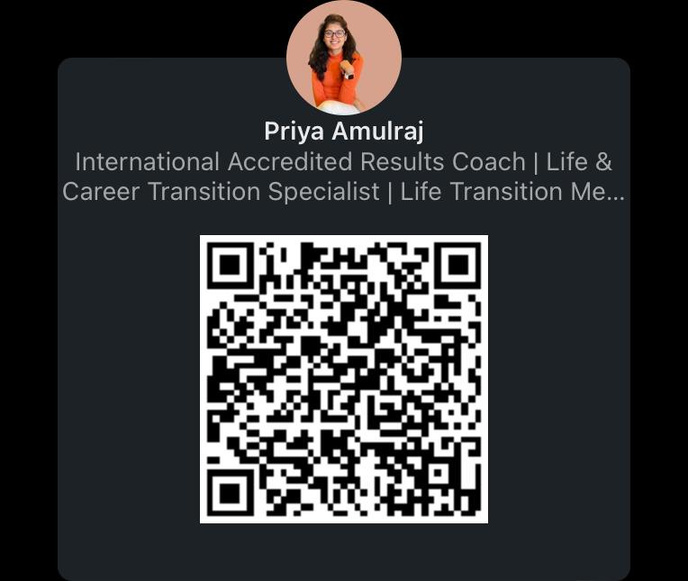 Priya Amulraj
International Accredited Results Coach | Life &
Career Transition Specialist | Life Transition Me...